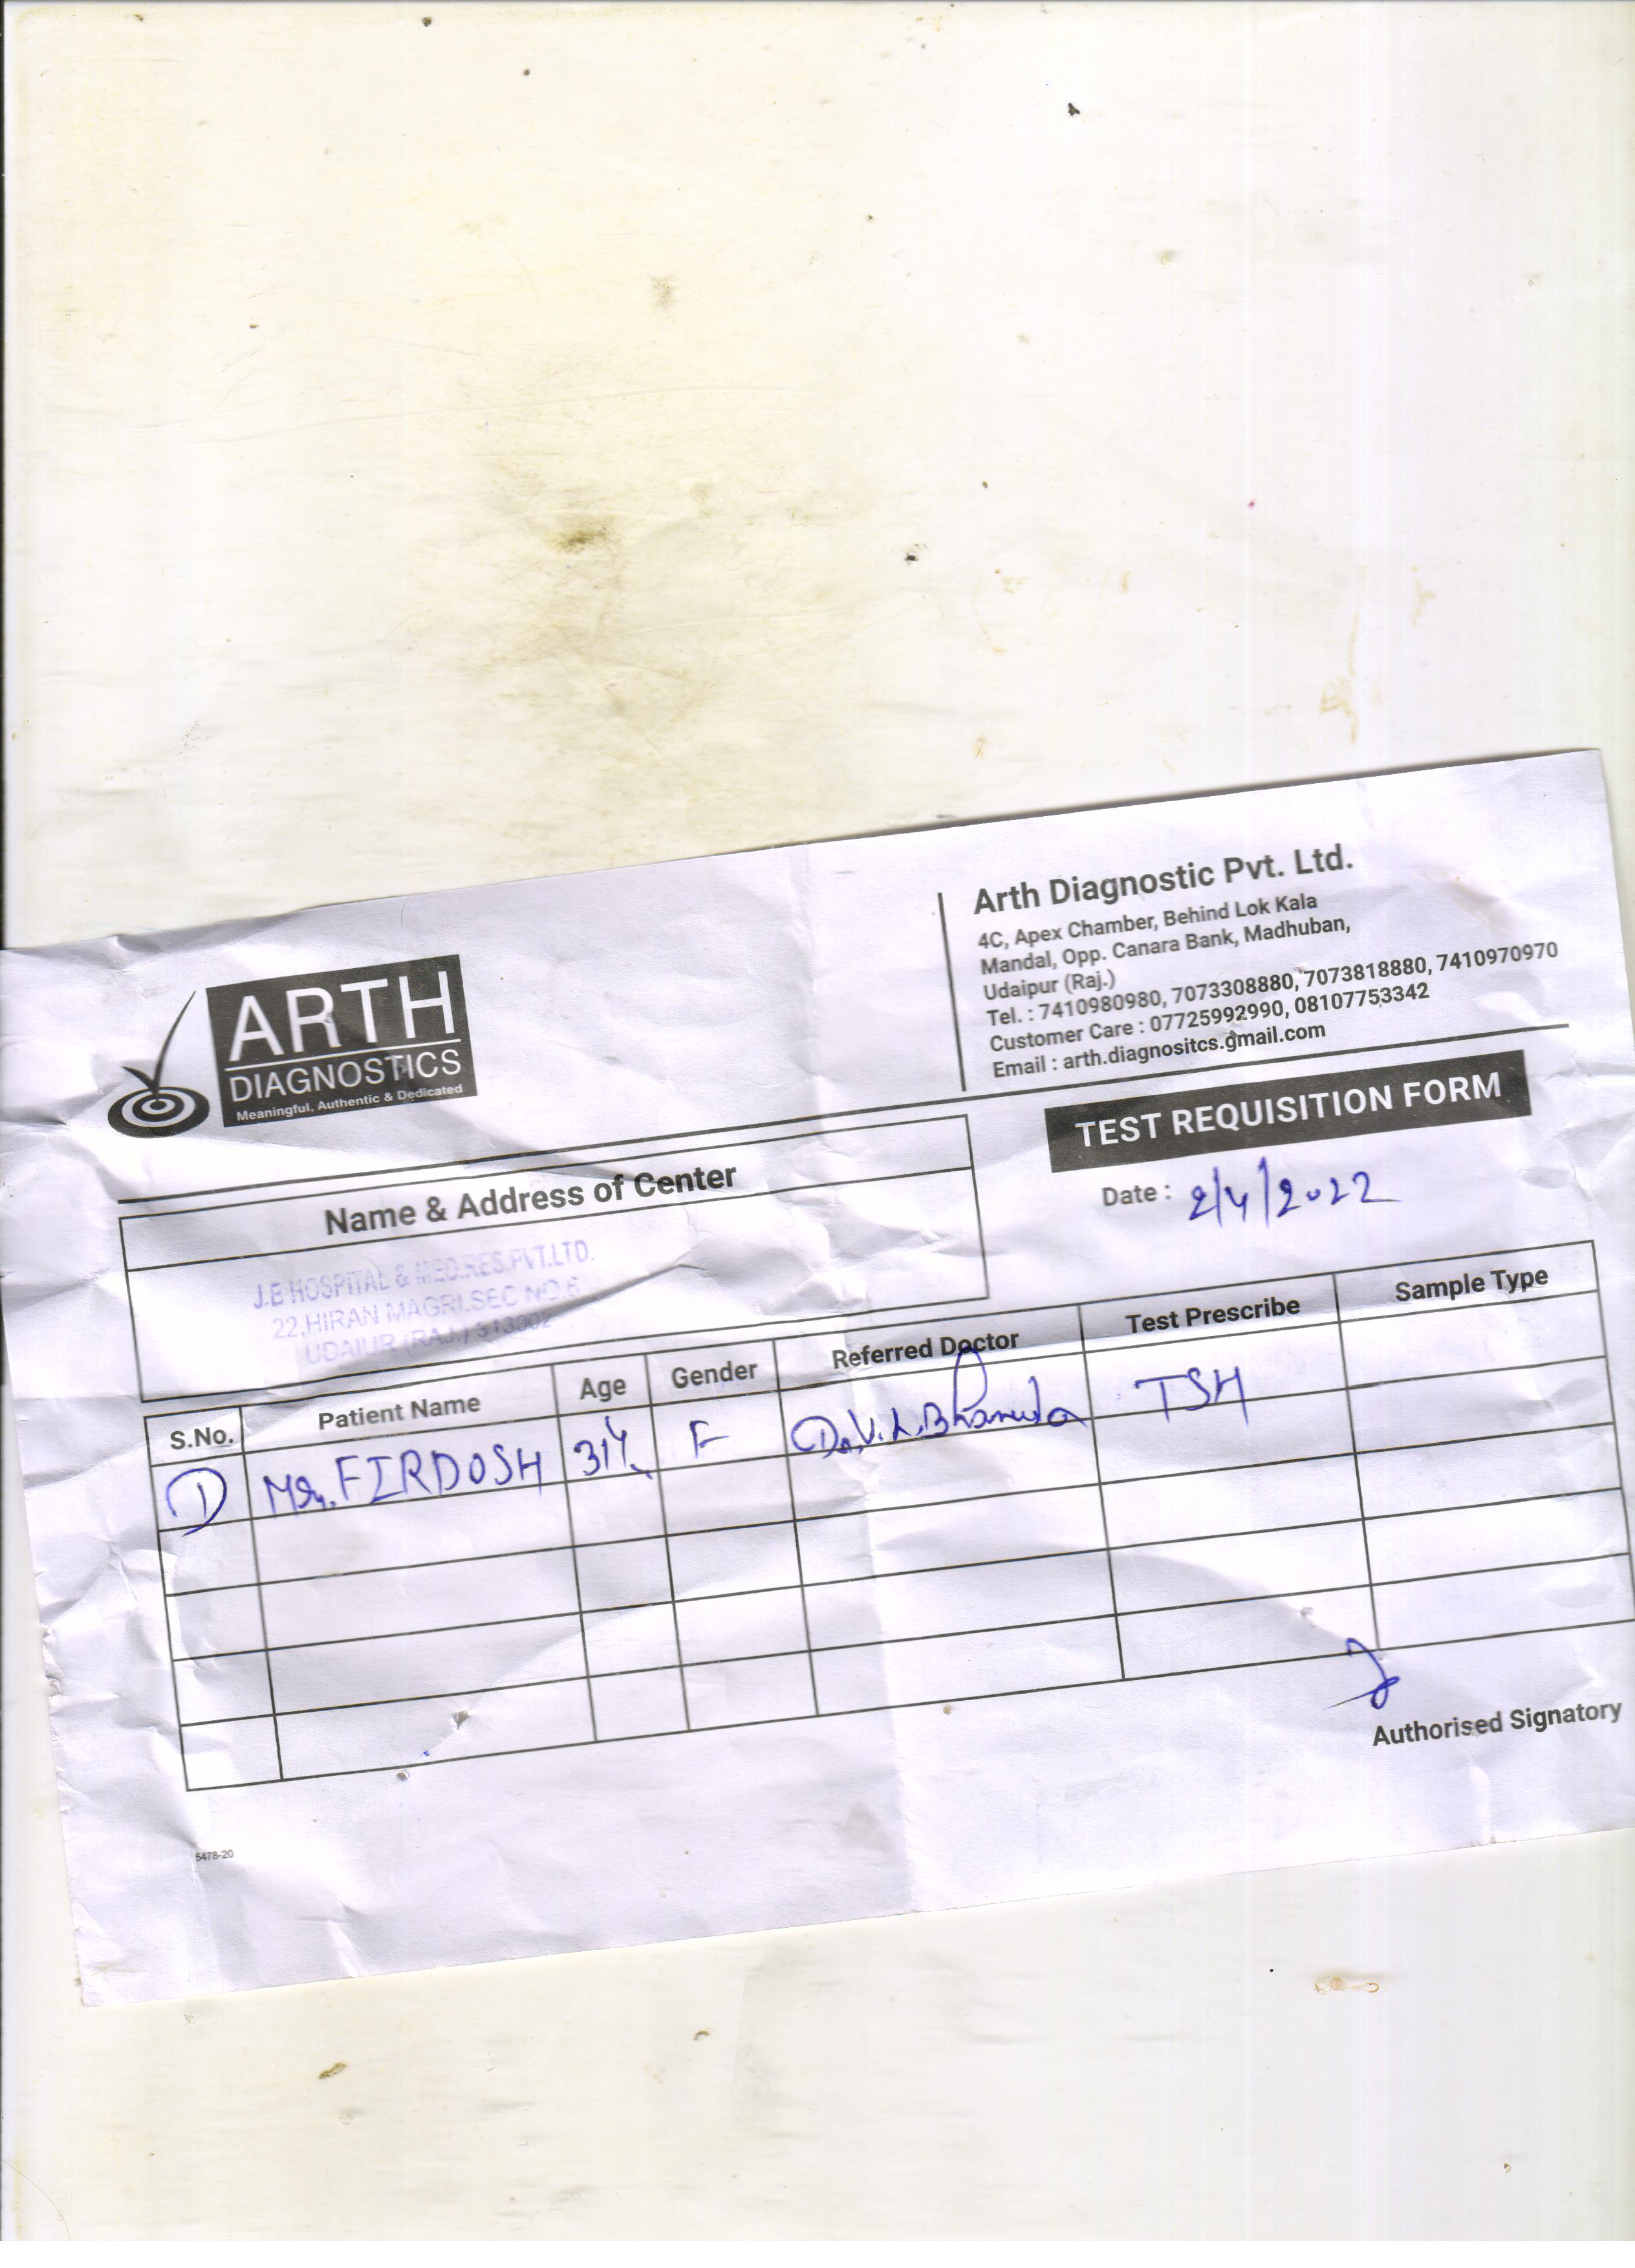 ARTH
DIAGNOSTICS
Meaningful, Authentic & Dedicated
Arth Diagnostic Pvt. Ltd.
4C, Apex Chamber, Behind Lok Kala
Mandal, Opp. Canara Bank, Madhuban,
Udaipur (Raj.)
Tel. : 7410980980, 7073308880, 7073818880, 7410970970
Customer Care : 07725992990, 08107753342
Email : arth.diagnositcs.gmail.com
TEST REQUISITION FORM
Date : 2/4/2022
Name & Address of Center
J.B HOSPITAL & MED.RES.PVT.LTD.
22,HIRAN MAGRI.SEC NO.6
UDAIUR (RAJ.) 313002
S.No. Patient Name Age Gender Referred Doctor Test Prescribe Sample Type
1 FIRDOSH 31Y. F Dr.V.L. TSH
Authorised Signatory
5478-20